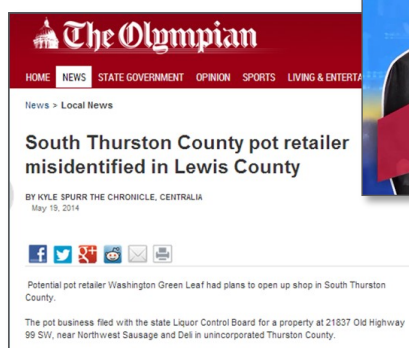 The Olympian
HOME NEWS STATE GOVERNMENT OPINION SPORTS LIVING & ENTERTA
News > Local News
South Thurston County pot retailer
misidentified in Lewis County
BY KYLE SPURR THE CHRONICLE, CENTRALIA
May 19, 2014
Potential pot retailer Washington Green Leaf had plans to open up shop in South Thurston
County.
The pot business filed with the state Liquor Control Board for a property at 21837 Old Highway
99 SW, near Northwest Sausage and Deli in unincorporated Thurston County.